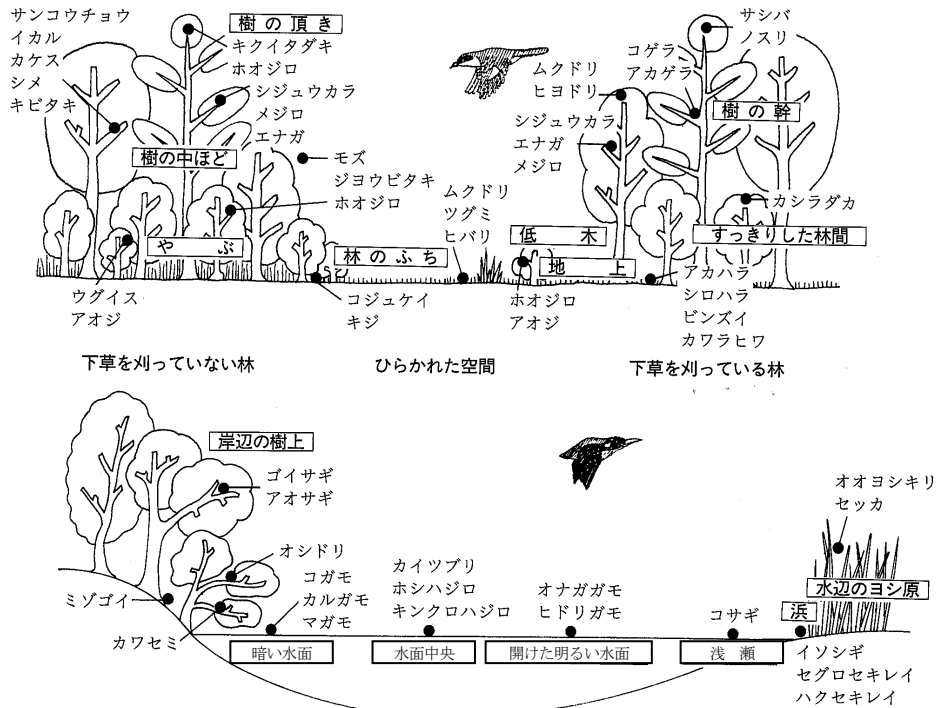 サンコウチョウ
イカル
カケス
シメ
キビタキ
樹の頂き
キクイタダキ
ホオジロ
シジュウカラ
メジロ
エナガ
樹の中ほど
モズ
ジヨウビタキ
ホオジロ
やぶ
ウグイス
アオジ
林のふち
コジュケイ
キジ
ムクドリ
ツグミ
ヒバリ
低木
地上
ホオジロ
アオジ
ムクドリ
ヒヨドリ
シジュウカラ
エナガ
メジロ
コゲラ
アカゲラ
サシバ
ノスリ
樹の幹
カシラダカ
すっきりした林間
アカハラ
シロハラ
ビンズイ
カワラヒワ
下草を刈っていない林
ひらかれた空間
下草を刈っている林
岸辺の樹上
ゴイサギ
アオサギ
オシドリ
コガモ
カルガモ
マガモ
ミゾゴイ
カワセミ
暗い水面
カイツブリ
ホシハジロ
キンクロハジロ
水面中央
オナガガモ
ヒドリガモ
開けた明るい水面
コサギ
浅瀬
オオヨシキリ
セッカ
水辺のヨシ原
浜
イソシギ
セグロセキレイ
ハクセキレイ